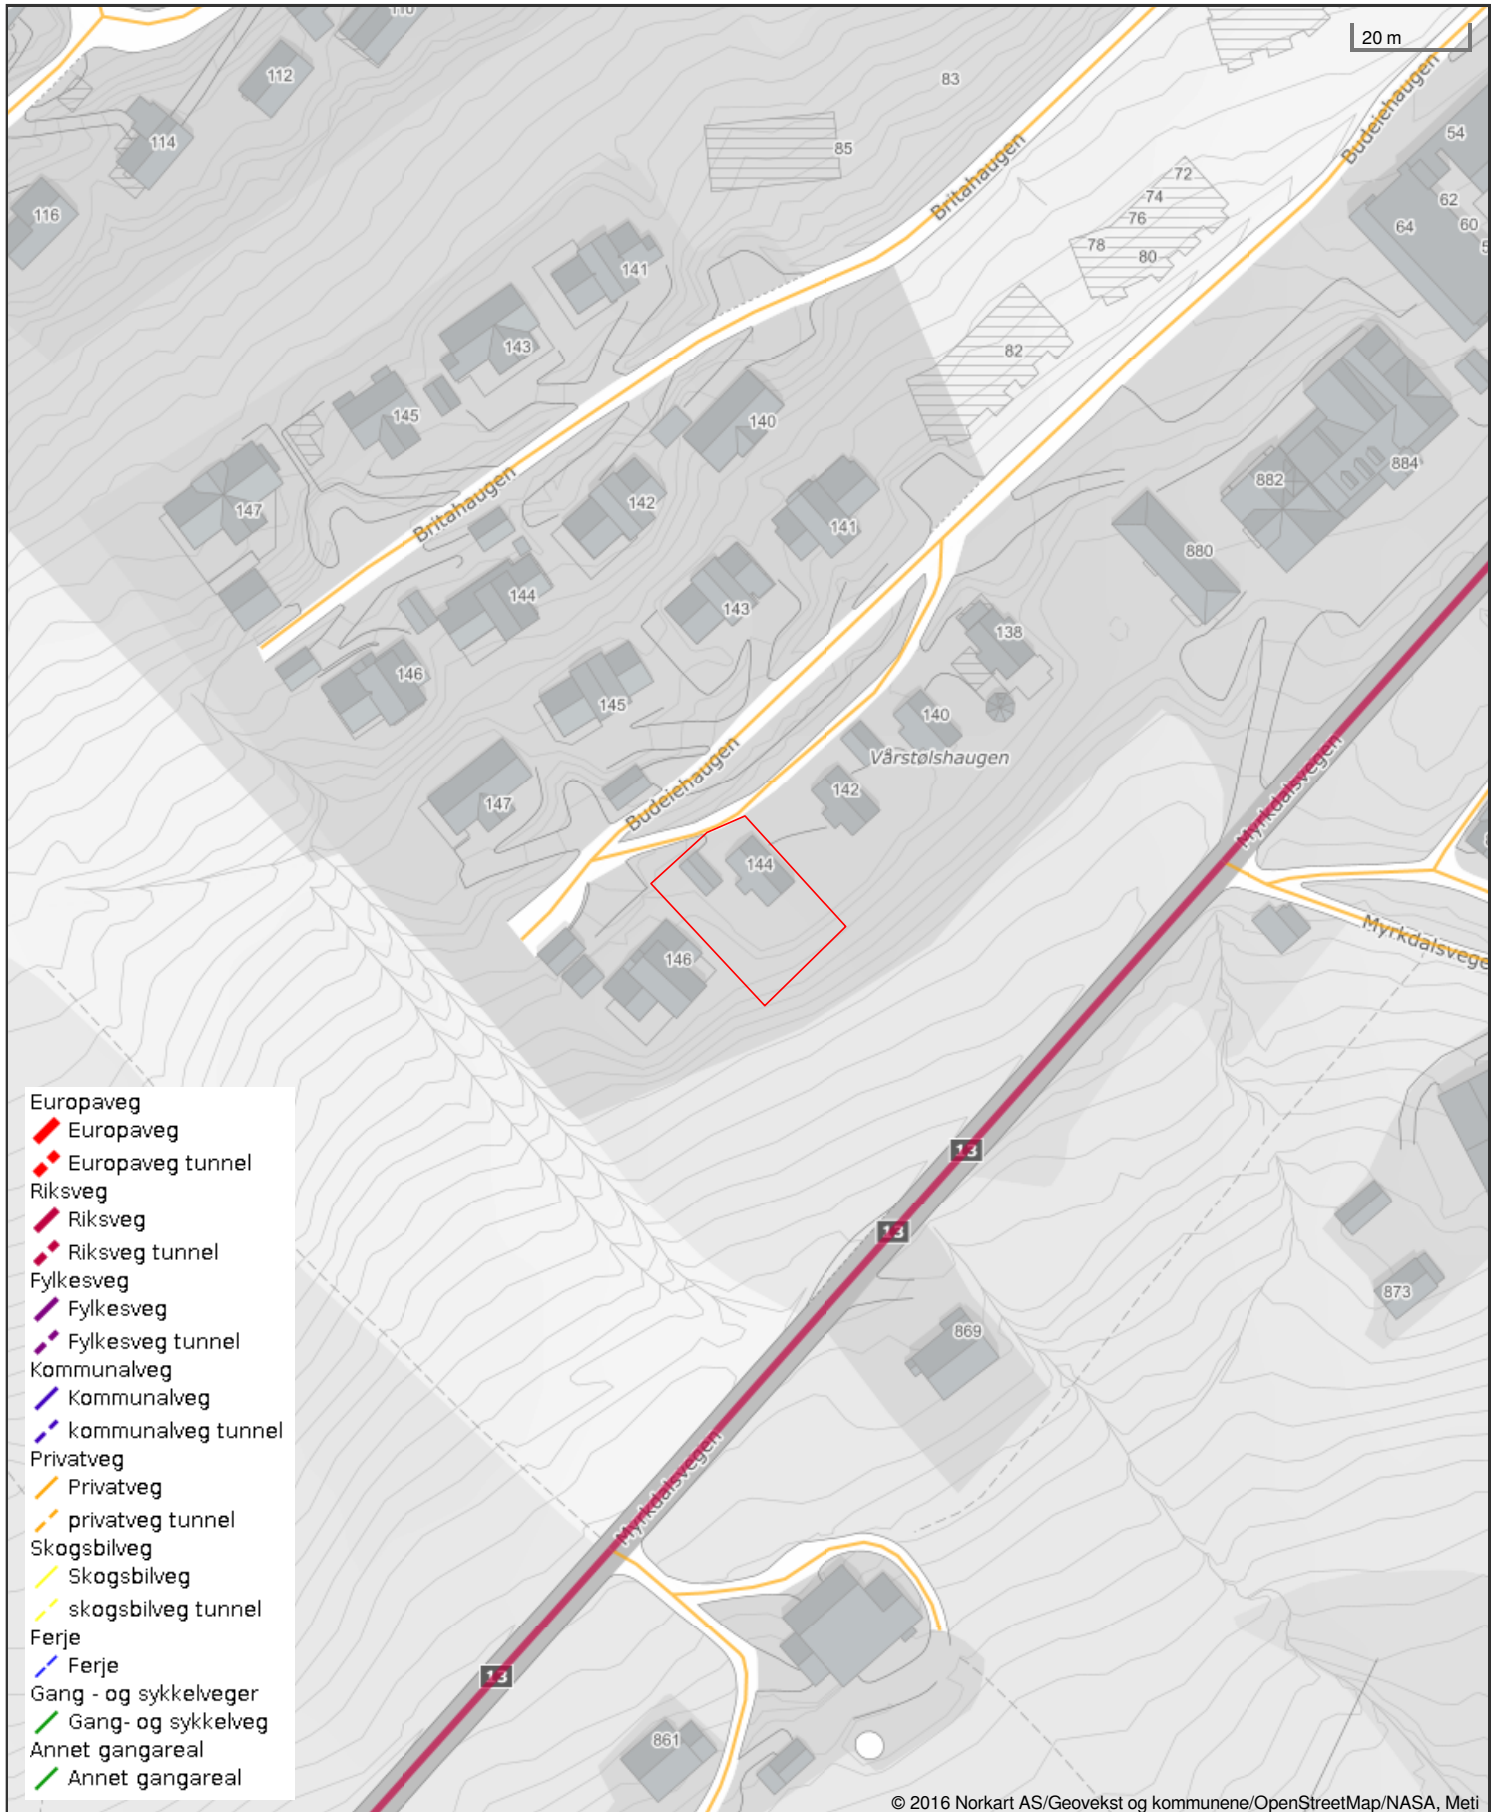 110
20 m
112
83
Budeiehaugen
114
85
54
Britahaugen
72
74
62
76
116
64
60
78
80
141
143
82
145
140
884
882
147
Britahaugen
142
141
880
144
143
138
146
145
140
Vårstølshaugen
Budeiehaugen
142
147
Myrkdalsvegen
144
146
Myrkdalsvege
13
13
873
869
Myrkdalsvegen
13
861
Europaveg
Europaveg
Europaveg tunnel
Riksveg
Riksveg
Riksveg tunnel
Fylkesveg
Fylkesveg
Fylkesveg tunnel
Kommunalveg
Kommunalveg
kommunalveg tunnel
Privatveg
Privatveg
privatveg tunnel
Skogsbilveg
Skogsbilveg
skogsbilveg tunnel
Ferje
Ferje
Gang - og sykkelveger
Gang- og sykkelveg
Annet gangareal
Annet gangareal
© 2016 Norkart AS/Geovekst og kommunene/OpenStreetMap/NASA, Meti